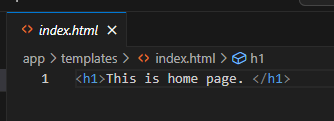 index.html
app > templates > index.html > h1
1 <h1>This is home page. </h1>